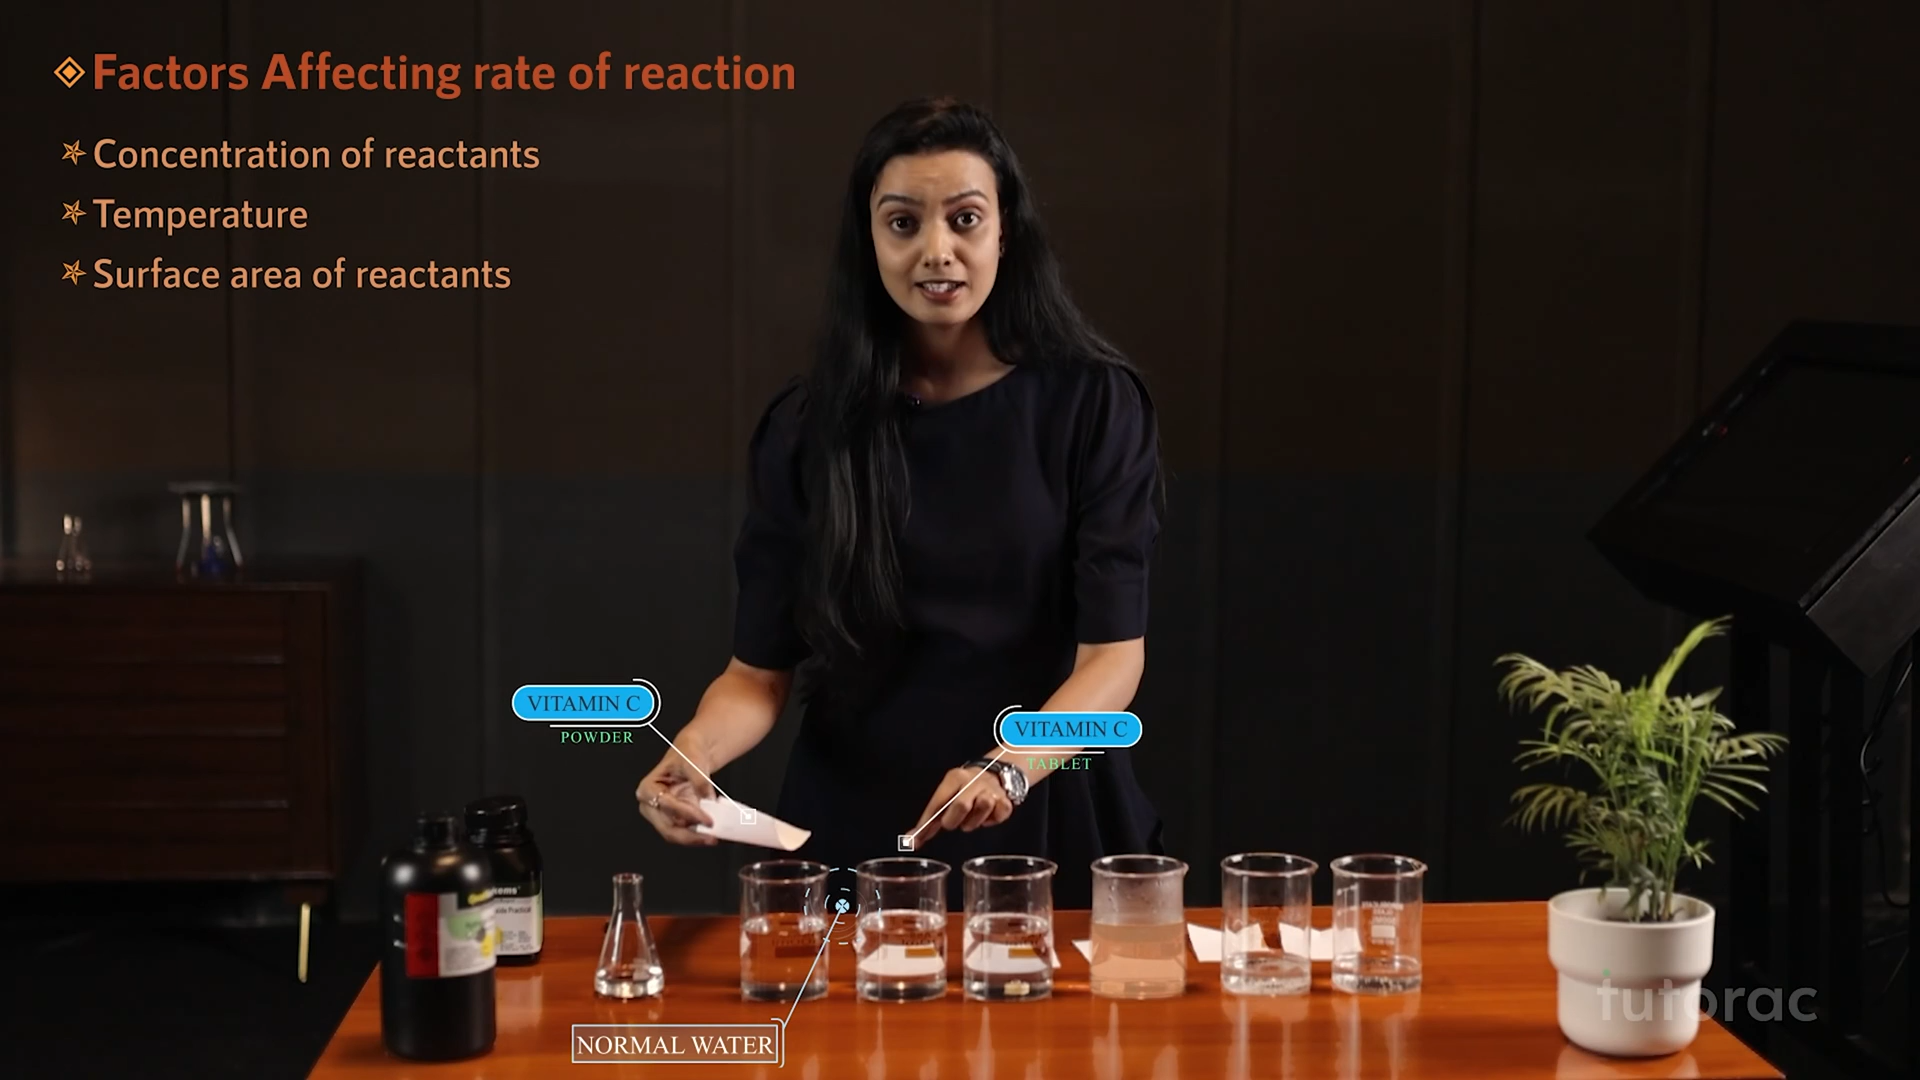 Factors Affecting rate of reaction
Concentration of reactants
Temperature
Surface area of reactants
VITAMIN C
POWDER
VITAMIN C
TABLET
NORMAL WATER
tutorac